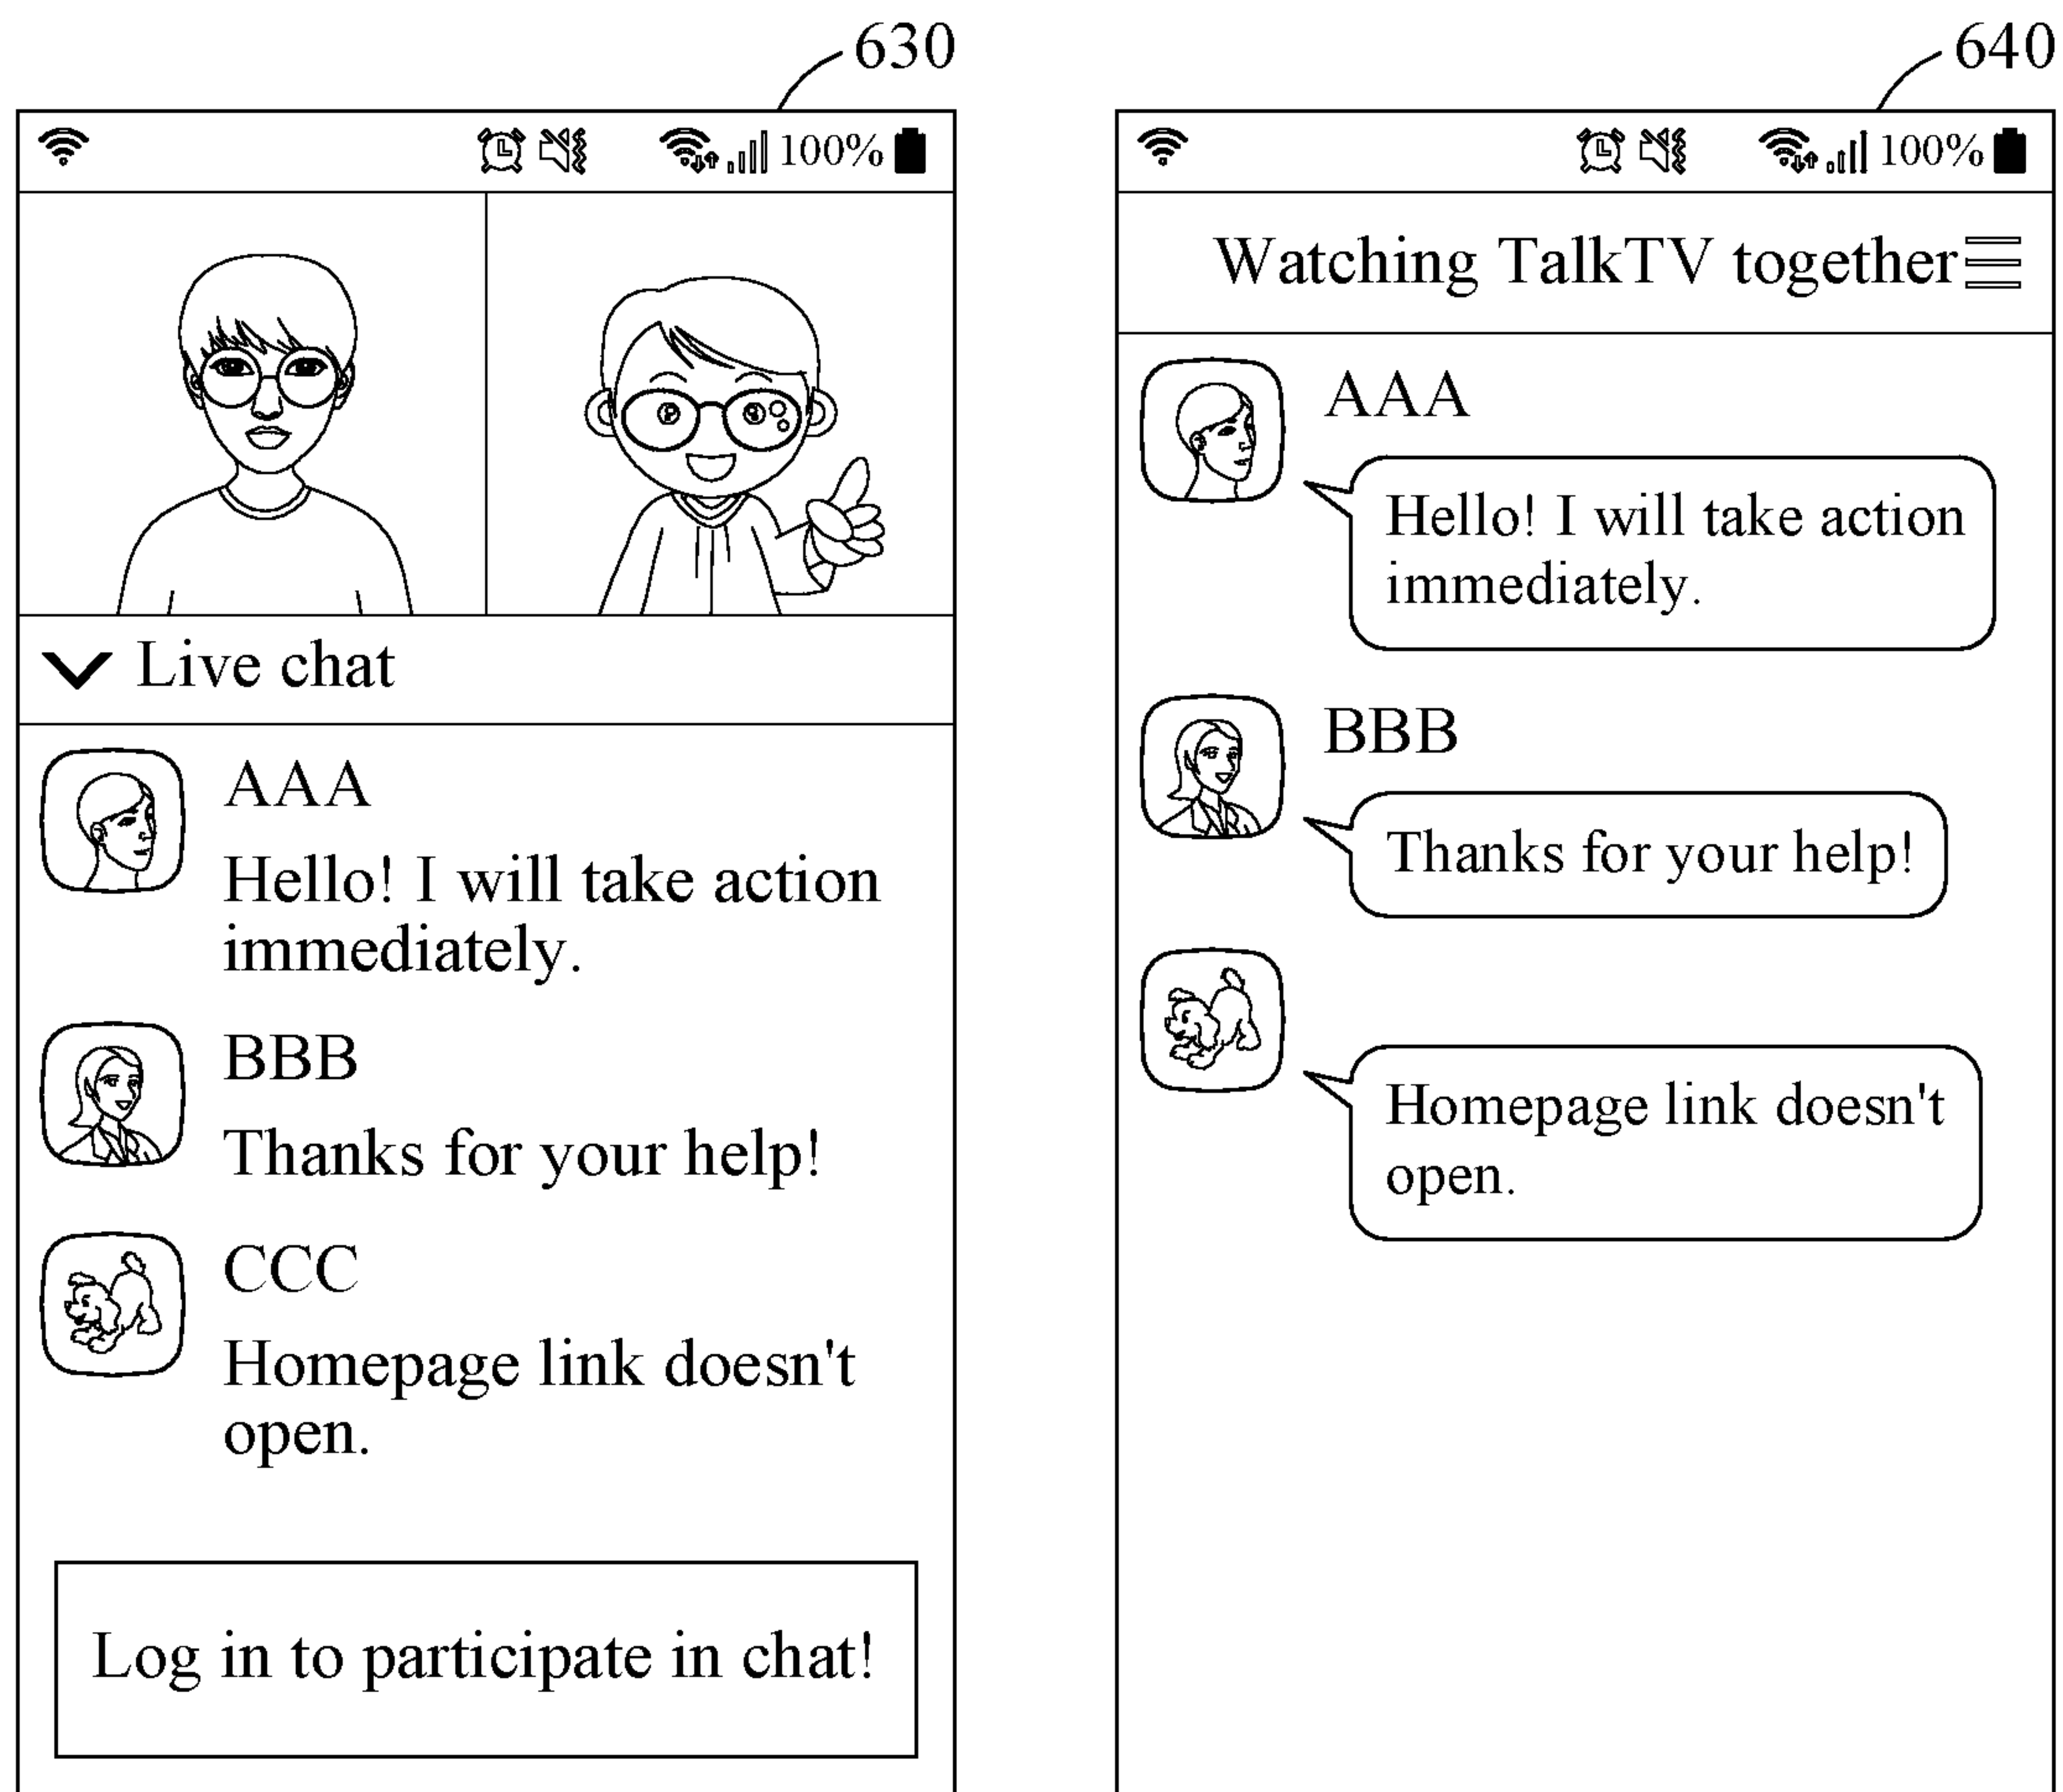 630
100%
Live chat
AAA
Hello! I will take action
immediately.
BBB
Thanks for your help!
CCC
Homepage link doesn't
open.
Log in to participate in chat!
640
100%
Watching TalkTV together
AAA
Hello! I will take action
immediately.
BBB
Thanks for your help!
Homepage link doesn't
open.